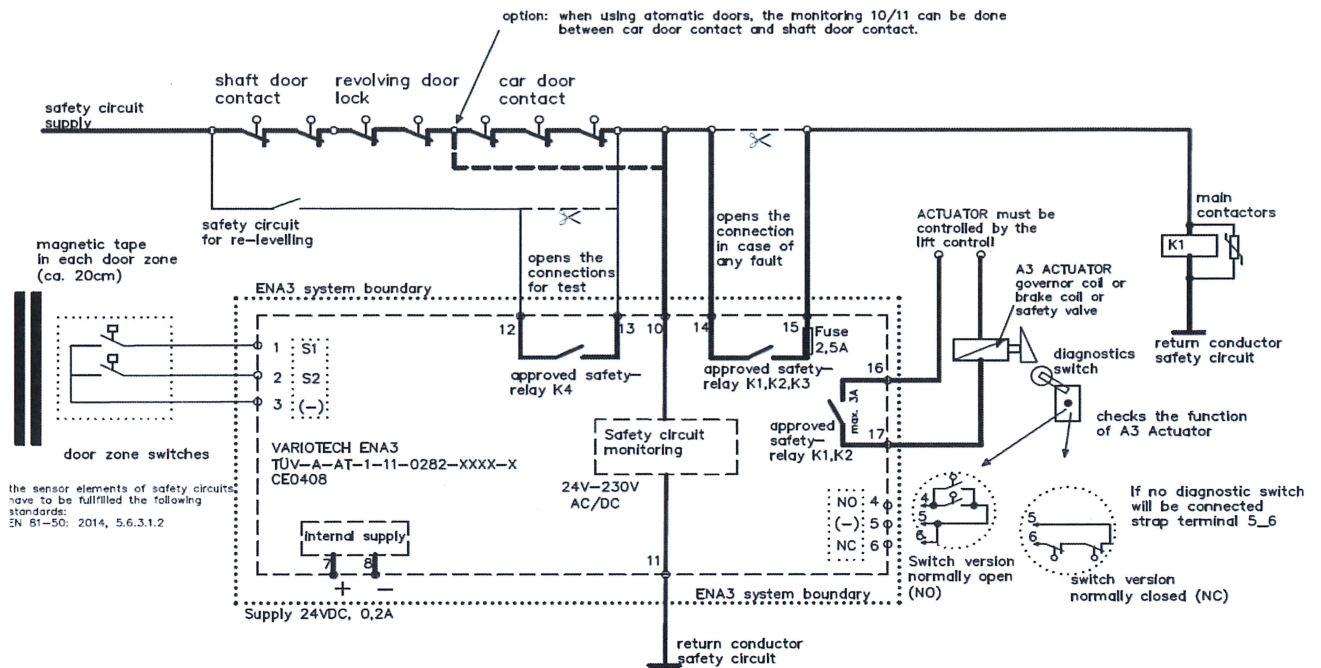 option: when using atomatic doors, the monitoring 10/11 can be done
between car door contact and shaft door contact.
shaft door
contact
revolving door
lock
car door
contact
safety circuit
supply
safety circuit
for re-levelling
magnetic tape
in each door zone
(ca. 20cm)
opens the
connections
for test
opens the
connection
in case of
any fault
ACTUATOR must be
controlled by the
lift controll
main
contactors
K1
A3 ACTUATOR
governor coil or
brake coil or
safety valve
return conductor
safety circuit
diagnostics
switch
checks the function
of A3 Actuator
ENA3 system boundary
12
13
10
14
15
Fuse
2,5A
1
S1
2
S2
3
(-)
approved safety-
relay K4
approved safety-
relay K1,K2,K3
16
max. 3A
17
approved
safety-
relay K1,K2
door zone switches
VARIOTECH ENA3
TÜV-A-AT-1-11-0282-XXXX-X
CE0408
Safety circuit
monitoring
24V-230V
AC/DC
the sensor elements of safety circuits
have to be fullfilled the following
standards:
EN 81-50: 2014, 5.6.3.1.2
internal supply
7
8
+
-
Supply 24VDC, 0,2A
11
NO
4
(-)
5
NC
6
4
5
6
5
6
Switch version
normally open
(NO)
switch version
normally closed (NC)
If no diagnostic switch
will be connected
strap terminal 5_6
ENA3 system boundary
return conductor
safety circuit